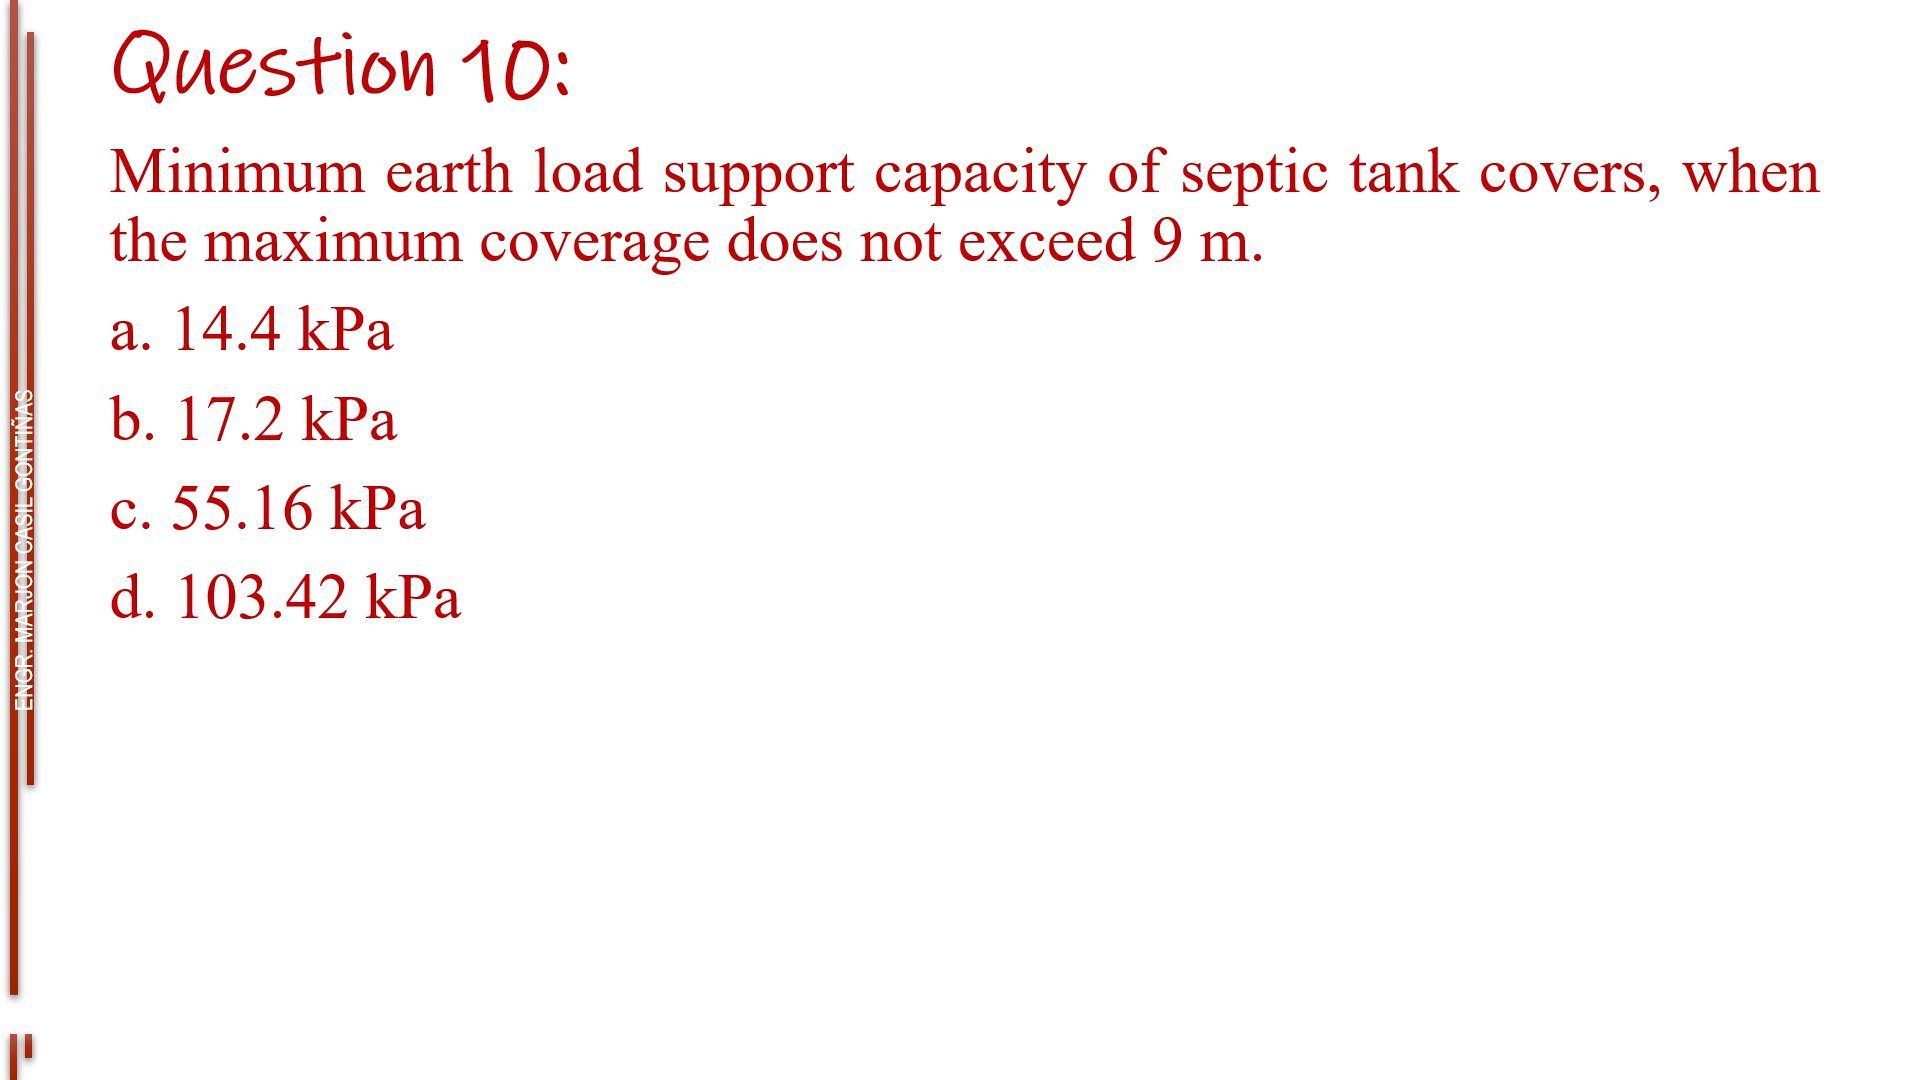 Question 10:
Minimum earth load support capacity of septic tank covers, when
the maximum coverage does not exceed 9 m.
a. 14.4 kPa
b. 17.2 kPa
c. 55.16 kPa
d. 103.42 kPa
ENGR. MARJON CASIL GONTIÑAS